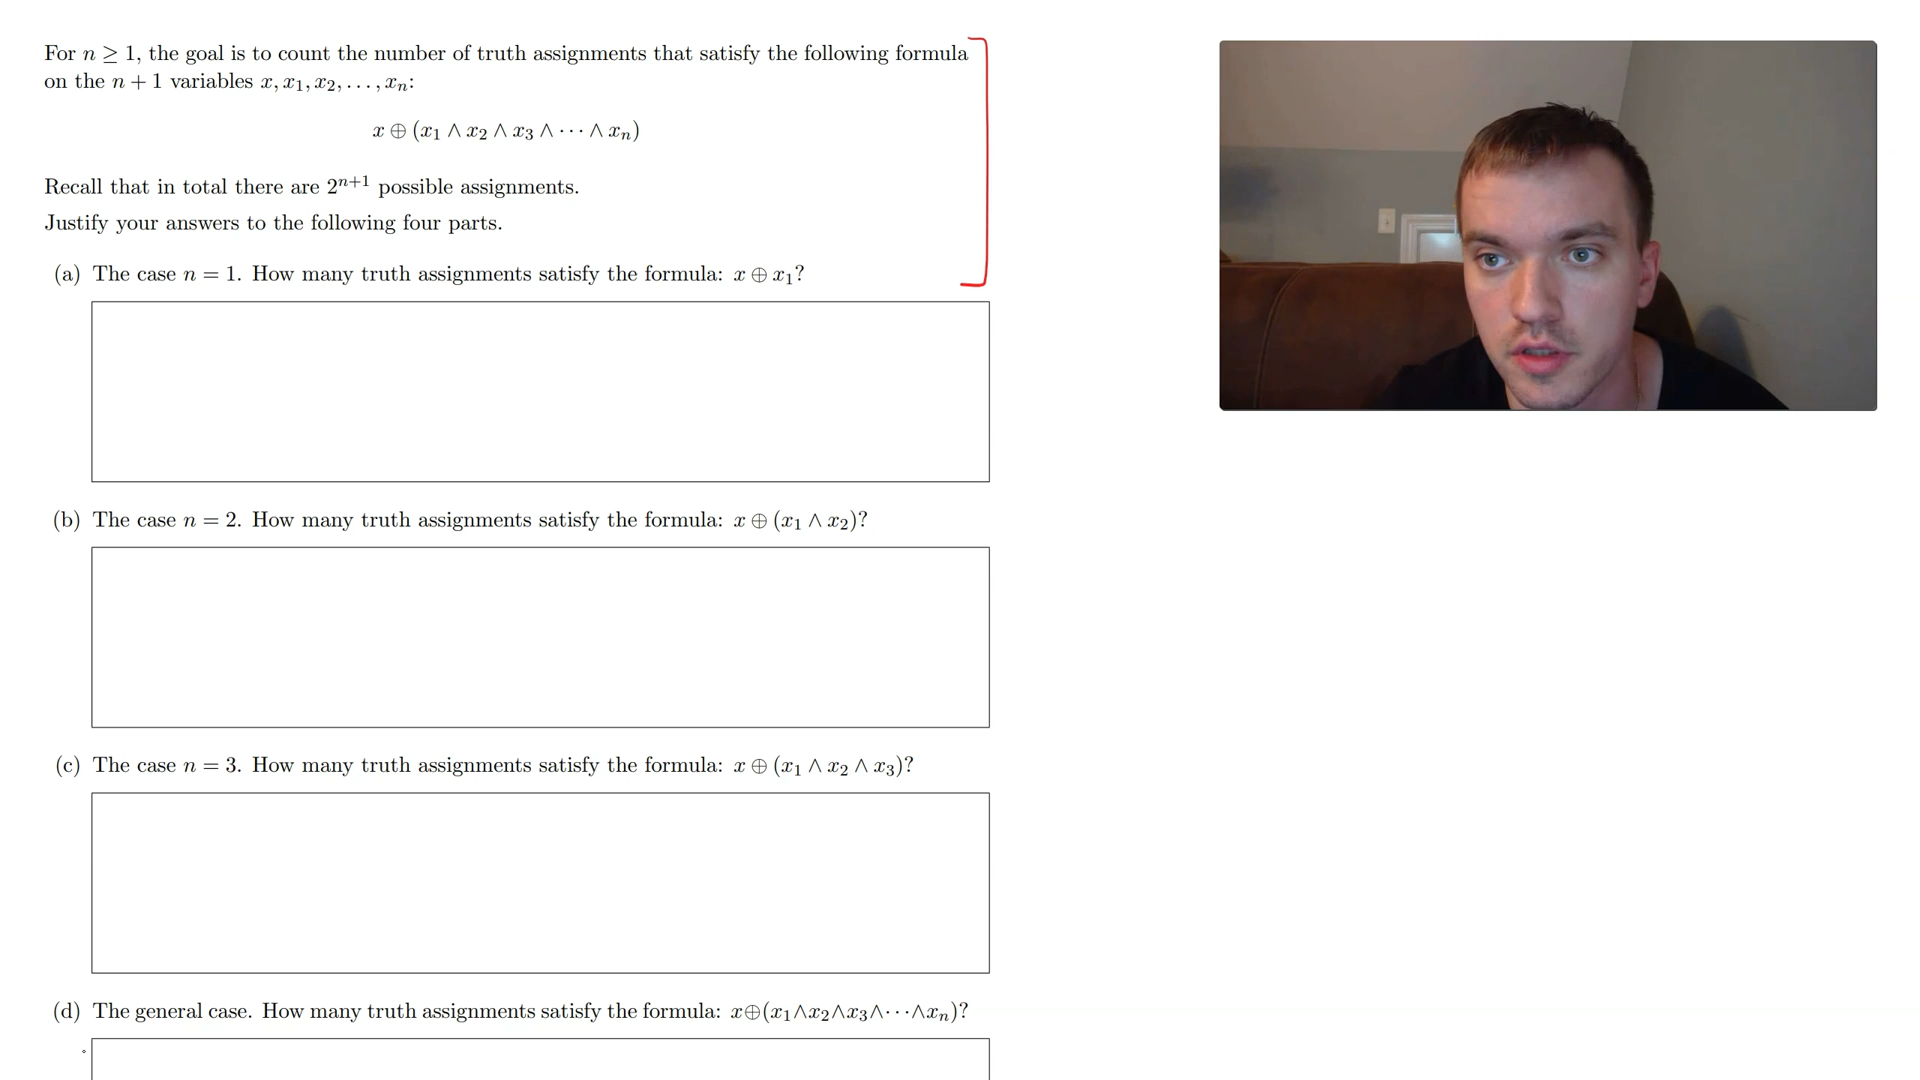 For n ≥ 1, the goal is to count the number of truth assignments that satisfy the following formula
on the n + 1 variables x, x₁, x₂, . . . , xₙ:
x ⊕ (x₁ ∧ x₂ ∧ x₃ ∧ · · · ∧ xₙ)
Recall that in total there are 2ⁿ⁺¹ possible assignments.
Justify your answers to the following four parts.
(a) The case n = 1. How many truth assignments satisfy the formula: x ⊕ x₁?
(b) The case n = 2. How many truth assignments satisfy the formula: x ⊕ (x₁ ∧ x₂)?
(c) The case n = 3. How many truth assignments satisfy the formula: x ⊕ (x₁ ∧ x₂ ∧ x₃)?
(d) The general case. How many truth assignments satisfy the formula: x⊕(x₁∧x₂∧x₃∧· · ·∧xₙ)?